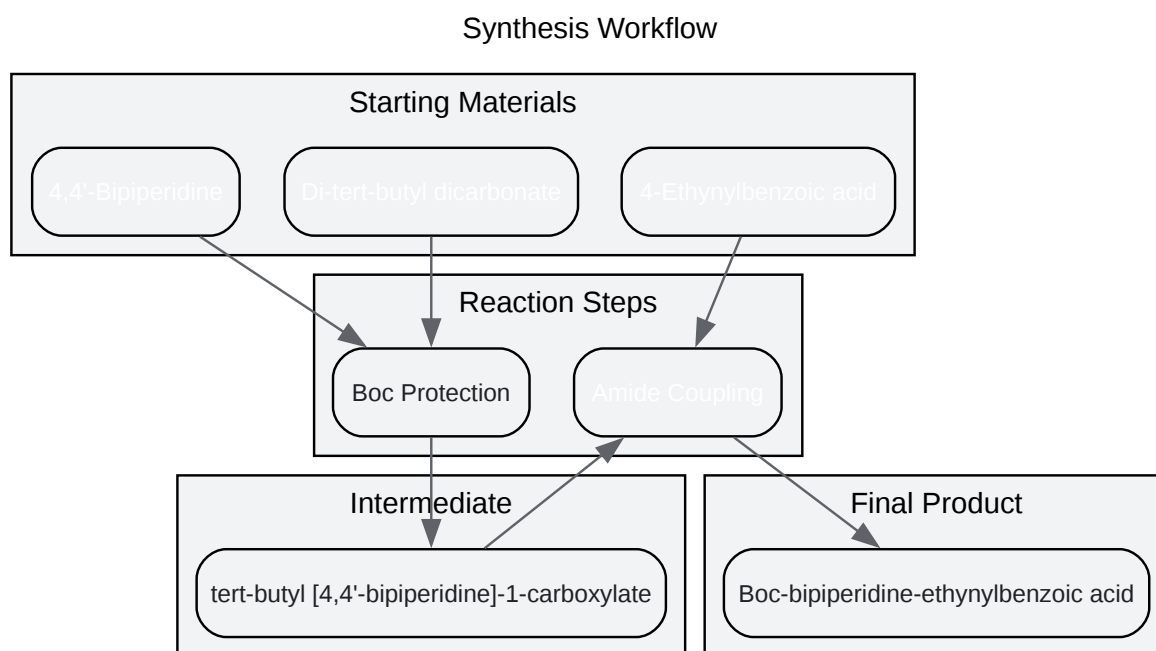 Synthesis Workflow
Starting Materials
4,4'-Bipiperidine
Di-tert-butyl dicarbonate
4-Ethynylbenzoic acid
Reaction Steps
Boc Protection
Amide Coupling
Intermediate
Final Product
tert-butyl [4,4'-bipiperidine]-1-carboxylate
Boc-bipiperidine-ethynylbenzoic acid